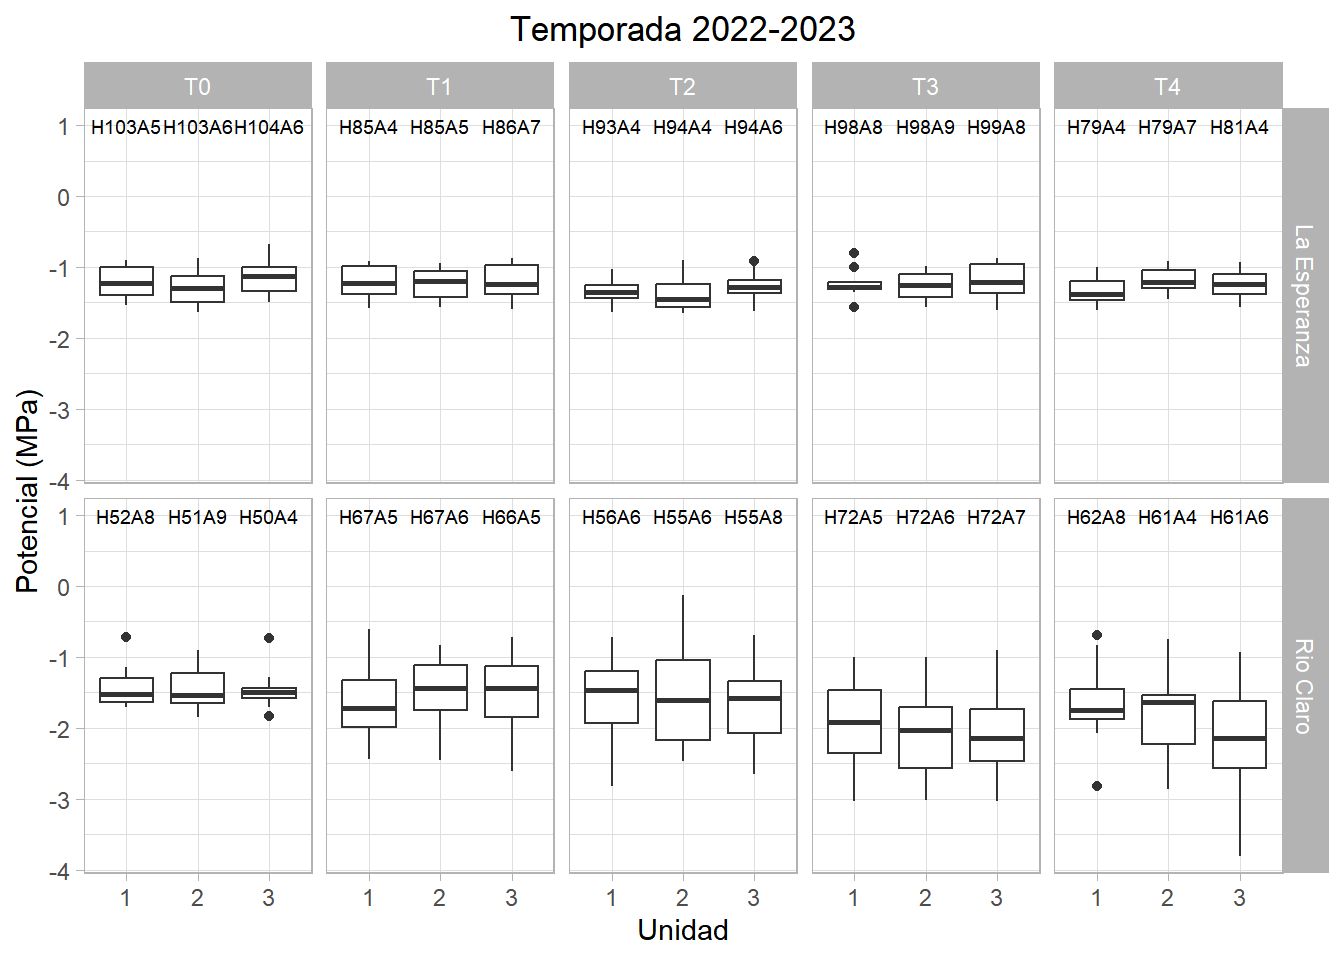 Temporada 2022-2023
T0 T1 T2 T3 T4
H103A5 H103A6 H104A6 H85A4 H85A5 H86A7 H93A4 H94A4 H94A6 H98A8 H98A9 H99A8 H79A4 H79A7 H81A4
1
0
-1
-2
-3
-4
La Esperanza
Potencial (MPa)
H52A8 H51A9 H50A4 H67A5 H67A6 H66A5 H56A6 H55A6 H55A8 H72A5 H72A6 H72A7 H62A8 H61A4 H61A6
1
0
-1
-2
-3
-4
Rio Claro
1 2 3 1 2 3 1 2 3 1 2 3 1 2 3
Unidad